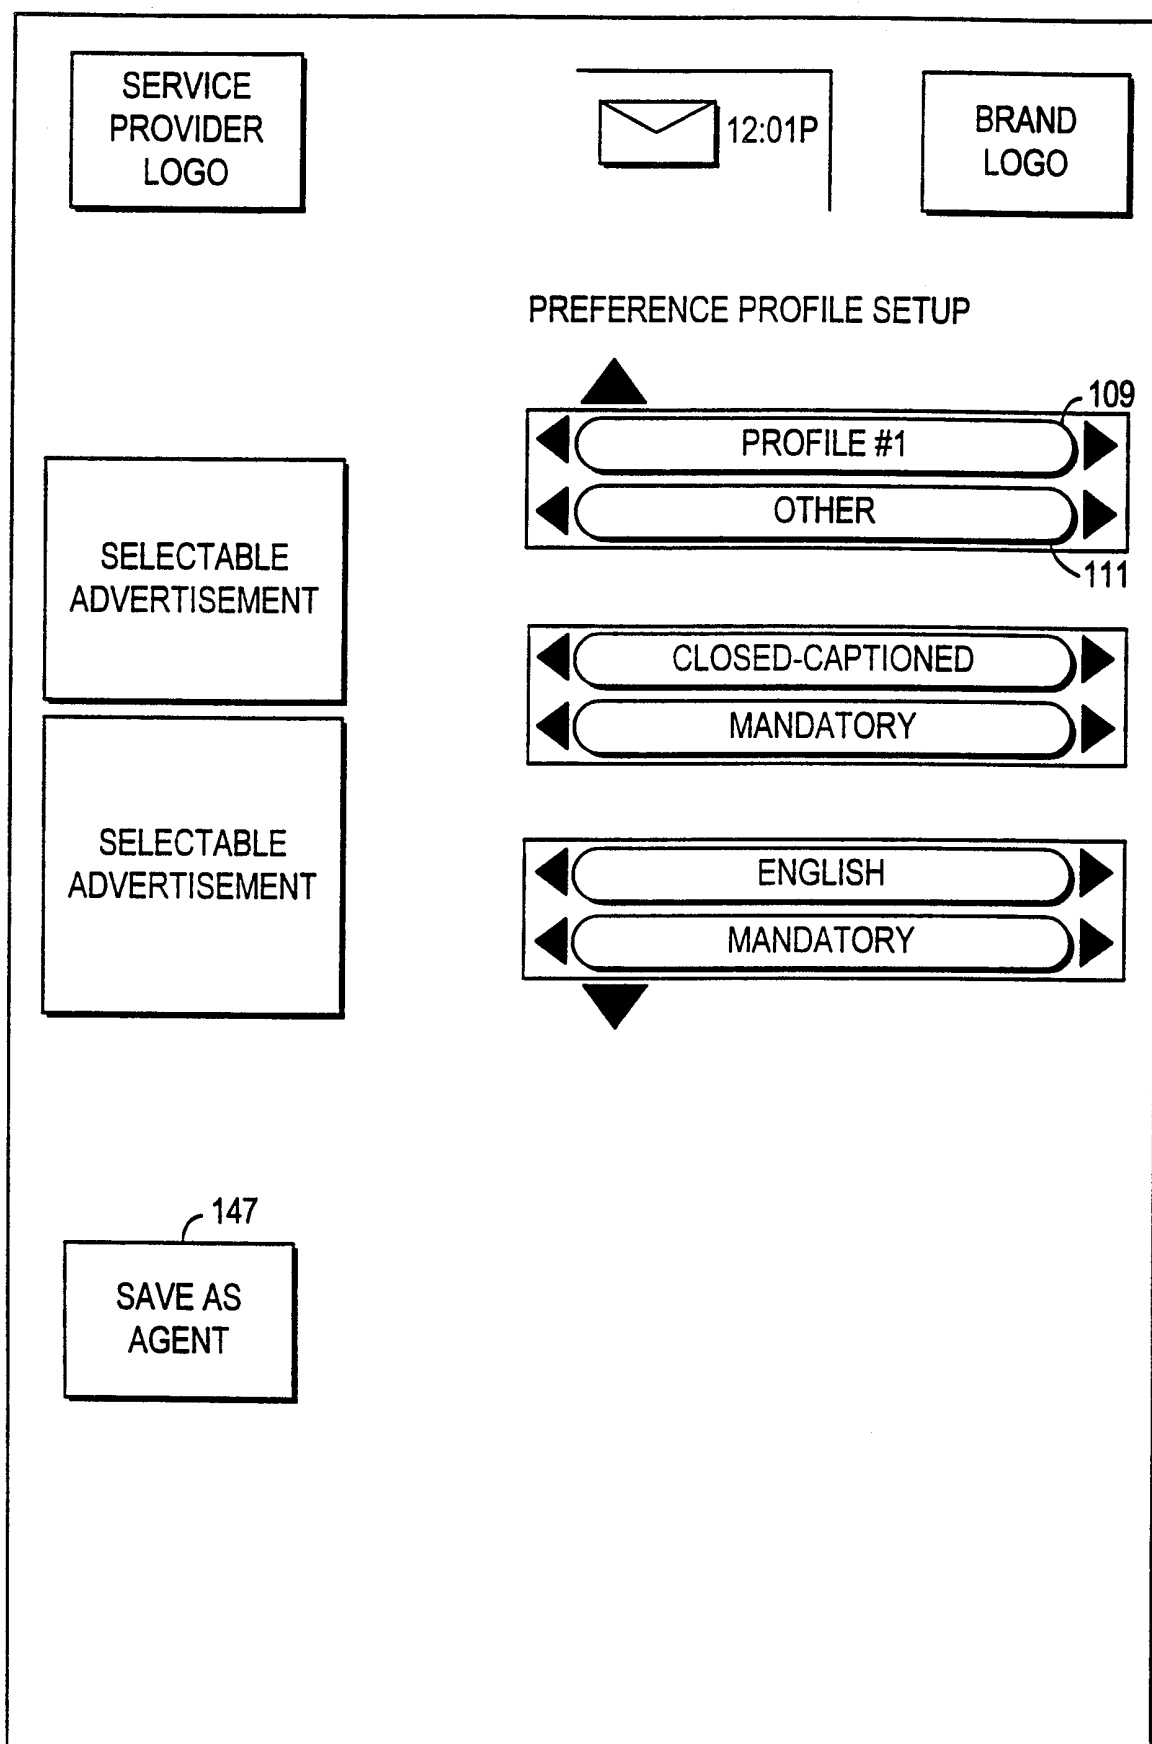 SERVICE
PROVIDER
LOGO
12:01P
BRAND
LOGO
PREFERENCE PROFILE SETUP
109
PROFILE #1
OTHER
111
SELECTABLE
ADVERTISEMENT
CLOSED-CAPTIONED
MANDATORY
SELECTABLE
ADVERTISEMENT
ENGLISH
MANDATORY
147
SAVE AS
AGENT